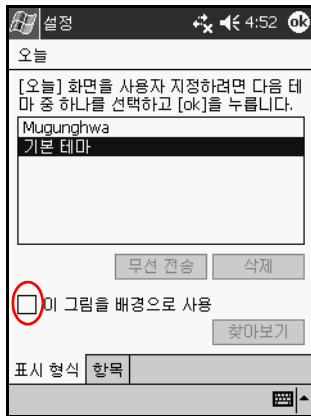 설정 4:52 ok
오늘
[오늘] 화면을 사용자 지정하려면 다음 테
마 중 하나를 선택하고 [ok]을 누릅니다.
Mugunghwa
기본 테마
무선 전송 삭제
이 그림을 배경으로 사용
찾아보기
표시 형식 항목